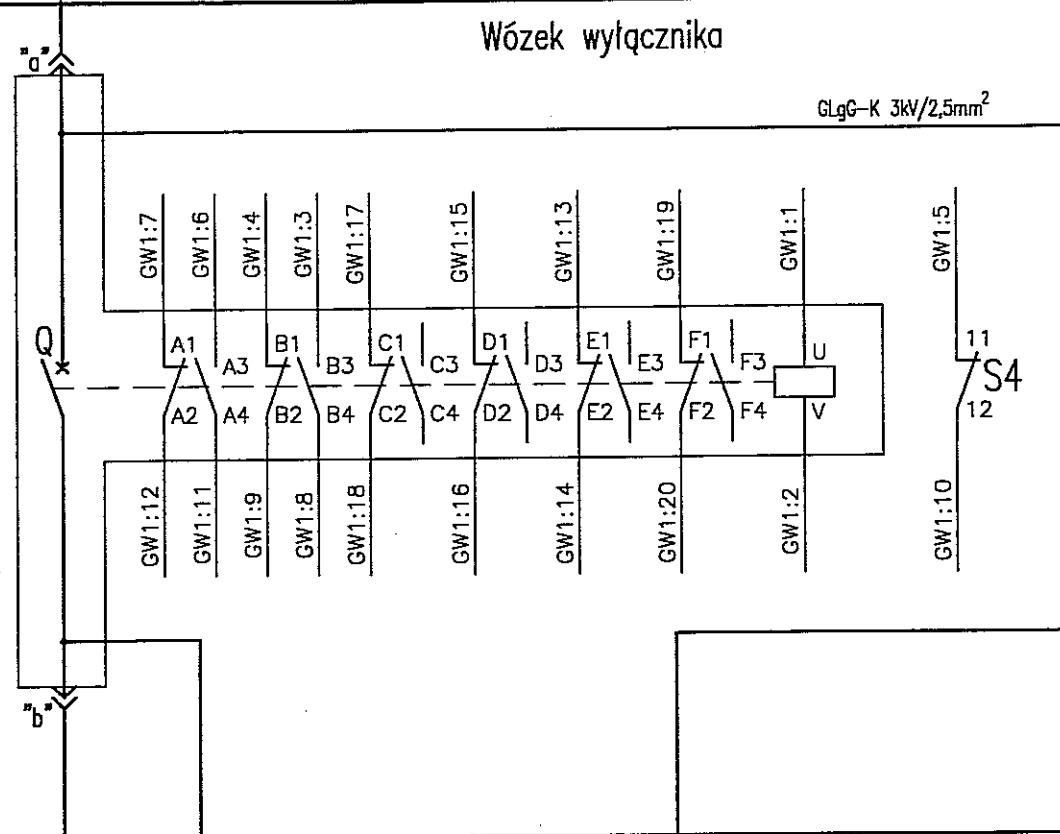 Wózek wyłącznika
"a"
GLgG-K 3kV/2,5mm²
GW1:7
GW1:6
GW1:4
GW1:3
GW1:17
GW1:15
GW1:13
GW1:19
GW1:1
GW1:5
Q
A1
A3
B1
B3
C1
C3
D1
D3
E1
E3
F1
F3
U
11
S4
A2
A4
B2
B4
C2
C4
D2
D4
E2
E4
F2
F4
V
12
GW1:12
GW1:11
GW1:9
GW1:8
GW1:18
GW1:16
GW1:14
GW1:20
GW1:2
GW1:10
"b"